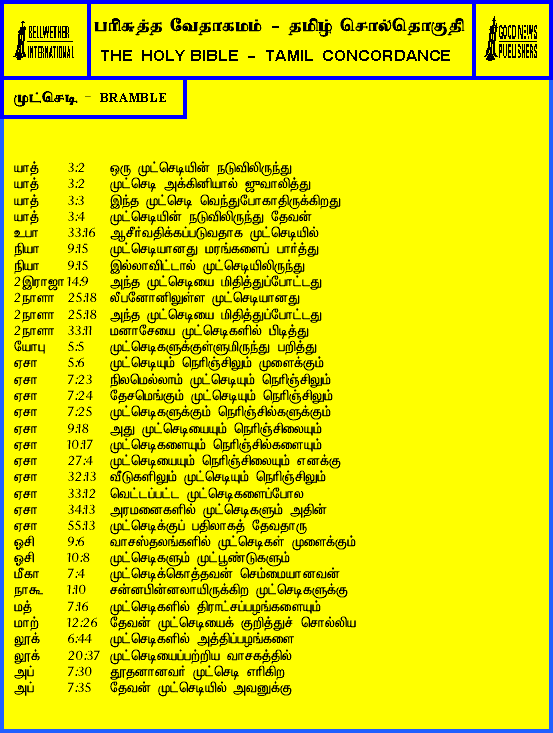 BELLWETHER
INTERNATIONAL
பரிசுத்த வேதாகமம் - தமிழ் சொல்தொகுதி
THE HOLY BIBLE - TAMIL CONCORDANCE
GOOD NEWS
PUBLISHERS
முட்செடி - BRAMBLE
யாத் 3:2 ஒரு முட்செடியின் நடுவிலிருந்து
யாத் 3:2 முட்செடி அக்கினியால் ஜுவாலித்து
யாத் 3:3 இந்த முட்செடி வெந்துபோகாதிருக்கிறது
யாத் 3:4 முட்செடியின் நடுவிலிருந்து தேவன்
உபா 33:16 ஆசீர்வதிக்கப்படுவதாக முட்செடியில்
நியா 9:15 முட்செடியானது மரங்களைப் பார்த்து
நியா 9:15 இல்லாவிட்டால் முட்செடியிலிருந்து
2இராஜா 14:9 அந்த முட்செடியை மிதித்துப்போட்டது
2நாளா 25:18 லீபனோனிலுள்ள முட்செடியானது
2நாளா 25:18 அந்த முட்செடியை மிதித்துப்போட்டது
2நாளா 33:11 மனாசேயை முட்செடிகளில் பிடித்து
யோபு 5:5 முட்செடிகளுக்குள்ளுமிருந்து பறித்து
ஏசா 5:6 முட்செடியும் நெரிஞ்சிலும் முளைக்கும்
ஏசா 7:23 நிலமெல்லாம் முட்செடியும் நெரிஞ்சிலும்
ஏசா 7:24 தேசமெங்கும் முட்செடியும் நெரிஞ்சிலும்
ஏசா 7:25 முட்செடிகளுக்கும் நெரிஞ்சில்களுக்கும்
ஏசா 9:18 அது முட்செடியையும் நெரிஞ்சிலையும்
ஏசா 10:17 முட்செடிகளையும் நெரிஞ்சில்களையும்
ஏசா 27:4 முட்செடியையும் நெரிஞ்சிலையும் எனக்கு
ஏசா 32:13 வீடுகளிலும் முட்செடியும் நெரிஞ்சிலும்
ஏசா 33:12 வெட்டப்பட்ட முட்செடிகளைப்போல
ஏசா 34:13 அரமனைகளில் முட்செடிகளும் அதின்
ஏசா 55:13 முட்செடிக்குப் பதிலாகத் தேவதாரு
ஓசி 9:6 வாசஸ்தலங்களில் முட்செடிகள் முளைக்கும்
ஓசி 10:8 முட்செடிகளும் முட்பூண்டுகளும்
மீகா 7:4 முட்செடிக்கொத்தவன் செம்மையானவன்
நாகூ 1:10 சன்னபின்னலாயிருக்கிற முட்செடிகளுக்கு
மத் 7:16 முட்செடிகளில் திராட்சப்பழங்களையும்
மாற் 12:26 தேவன் முட்செடியைக் குறித்துச் சொல்லிய
லூக் 6:44 முட்செடிகளில் அத்திப்பழங்களை
லூக் 20:37 முட்செடியைப்பற்றிய வாசகத்தில்
அப் 7:30 தூதனானவர் முட்செடி எரிகிற
அப் 7:35 தேவன் முட்செடியில் அவனுக்கு